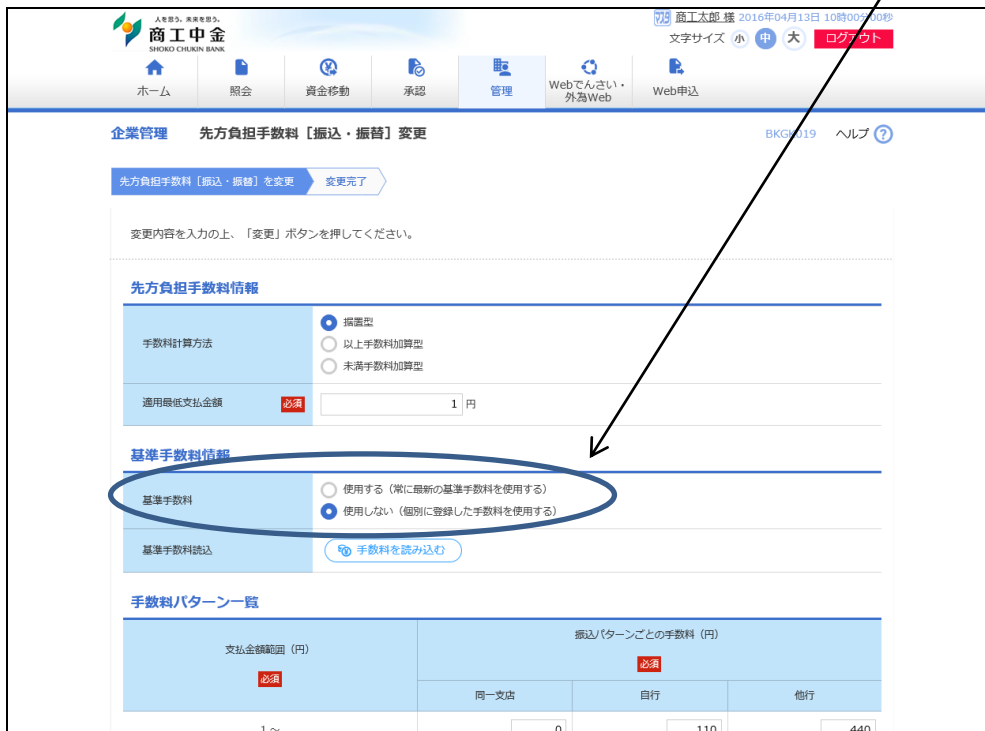 人を思う。未来を思う。
商工中金
SHOKO CHUKIN BANK
マスタ 商工太郎 様 2016年04月13日 10時00分00秒
文字サイズ 小 中 大 ログアウト
ホーム 照会 資金移動 承認 管理 Webでんさい・外為Web Web申込
企業管理 先方負担手数料［振込・振替］変更 BKGK019 ヘルプ ?
先方負担手数料［振込・振替］を変更 変更完了
変更内容を入力の上、「変更」ボタンを押してください。
先方負担手数料情報
手数料計算方法
据置型
以上手数料加算型
未満手数料加算型
適用最低支払金額 必須 1 円
基準手数料情報
基準手数料
使用する（常に最新の基準手数料を使用する）
使用しない（個別に登録した手数料を使用する）
基準手数料読込 手数料を読み込む
手数料パターン一覧
支払金額範囲（円）
必須
振込パターンごとの手数料（円）
必須
同一支店 自行 他行
1 ～ 0 110 440